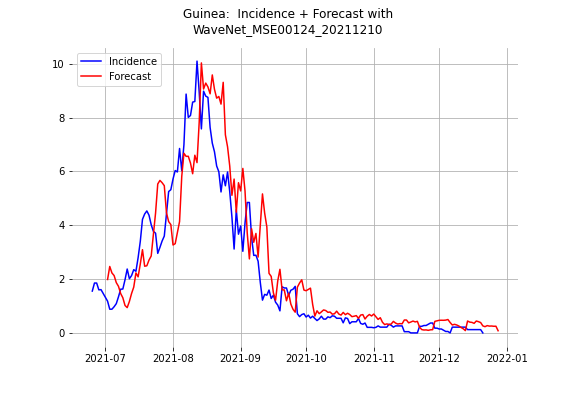 Guinea:  Incidence + Forecast with
WaveNet_MSE00124_20211210
Incidence
Forecast
10
8
6
4
2
0
2021-07 2021-08 2021-09 2021-10 2021-11 2021-12 2022-01